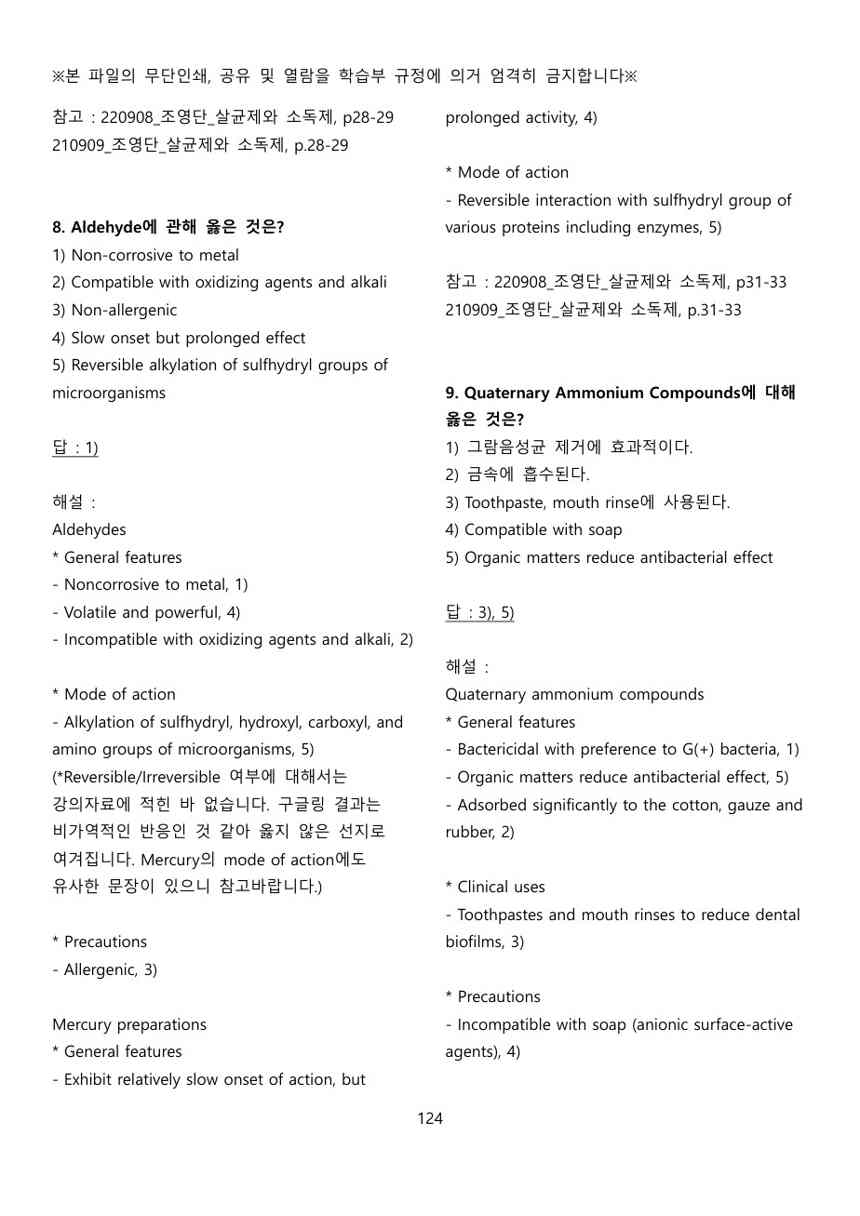 ※본 파일의 무단인쇄, 공유 및 열람을 학습부 규정에 의거 엄격히 금지합니다※
참고 : 220908_조영단_살균제와 소독제, p28-29
210909_조영단_살균제와 소독제, p.28-29
8. Aldehyde에 관해 옳은 것은?
1) Non-corrosive to metal
2) Compatible with oxidizing agents and alkali
3) Non-allergenic
4) Slow onset but prolonged effect
5) Reversible alkylation of sulfhydryl groups of
microorganisms
답 : 1)
해설 :
Aldehydes
* General features
- Noncorrosive to metal, 1)
- Volatile and powerful, 4)
- Incompatible with oxidizing agents and alkali, 2)
* Mode of action
- Alkylation of sulfhydryl, hydroxyl, carboxyl, and
amino groups of microorganisms, 5)
(*Reversible/Irreversible 여부에 대해서는
강의자료에 적힌 바 없습니다. 구글링 결과는
비가역적인 반응인 것 같아 옳지 않은 선지로
여겨집니다. Mercury의 mode of action에도
유사한 문장이 있으니 참고바랍니다.)
* Precautions
- Allergenic, 3)
Mercury preparations
* General features
- Exhibit relatively slow onset of action, but
prolonged activity, 4)
* Mode of action
- Reversible interaction with sulfhydryl group of
various proteins including enzymes, 5)
참고 : 220908_조영단_살균제와 소독제, p31-33
210909_조영단_살균제와 소독제, p.31-33
9. Quaternary Ammonium Compounds에 대해
옳은 것은?
1) 그람음성균 제거에 효과적이다.
2) 금속에 흡수된다.
3) Toothpaste, mouth rinse에 사용된다.
4) Compatible with soap
5) Organic matters reduce antibacterial effect
답 : 3), 5)
해설 :
Quaternary ammonium compounds
* General features
- Bactericidal with preference to G(+) bacteria, 1)
- Organic matters reduce antibacterial effect, 5)
- Adsorbed significantly to the cotton, gauze and
rubber, 2)
* Clinical uses
- Toothpastes and mouth rinses to reduce dental
biofilms, 3)
* Precautions
- Incompatible with soap (anionic surface-active
agents), 4)
124